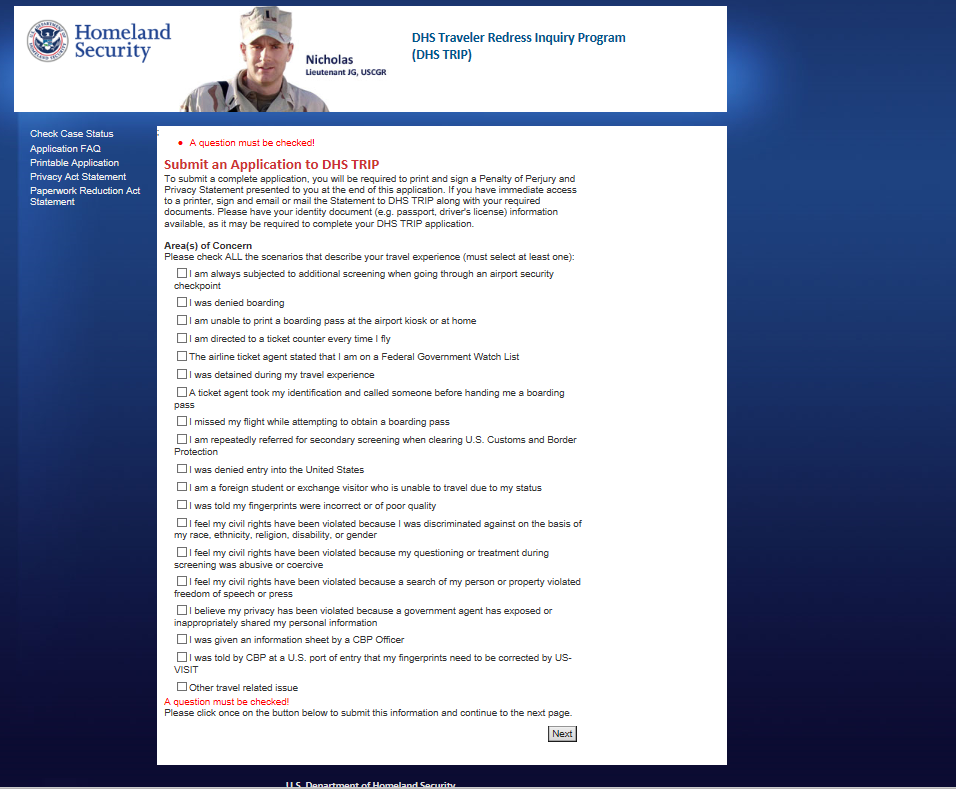 Homeland
Security
Nicholas
Lieutenant JG, USCGR
DHS Traveler Redress Inquiry Program
(DHS TRIP)
Check Case Status
Application FAQ
Printable Application
Privacy Act Statement
Paperwork Reduction Act
Statement
A question must be checked!
Submit an Application to DHS TRIP
To submit a complete application, you will be required to print and sign a Penalty of Perjury and
Privacy Statement presented to you at the end of this application. If you have immediate access
to a printer, sign and email or mail the Statement to DHS TRIP along with your required
documents. Please have your identity document (e.g. passport, driver's license) information
available, as it may be required to complete your DHS TRIP application.
Area(s) of Concern
Please check ALL the scenarios that describe your travel experience (must select at least one):
I am always subjected to additional screening when going through an airport security
checkpoint
I was denied boarding
I am unable to print a boarding pass at the airport kiosk or at home
I am directed to a ticket counter every time I fly
The airline ticket agent stated that I am on a Federal Government Watch List
I was detained during my travel experience
A ticket agent took my identification and called someone before handing me a boarding
pass
I missed my flight while attempting to obtain a boarding pass
I am repeatedly referred for secondary screening when clearing U.S. Customs and Border
Protection
I was denied entry into the United States
I am a foreign student or exchange visitor who is unable to travel due to my status
I was told my fingerprints were incorrect or of poor quality
I feel my civil rights have been violated because I was discriminated against on the basis of
my race, ethnicity, religion, disability, or gender
I feel my civil rights have been violated because my questioning or treatment during
screening was abusive or coercive
I feel my civil rights have been violated because a search of my person or property violated
freedom of speech or press
I believe my privacy has been violated because a government agent has exposed or
inappropriately shared my personal information
I was given an information sheet by a CBP Officer
I was told by CBP at a U.S. port of entry that my fingerprints need to be corrected by US-
VISIT
Other travel related issue
A question must be checked!
Please click once on the button below to submit this information and continue to the next page.
Next
U.S. Department of Homeland Security